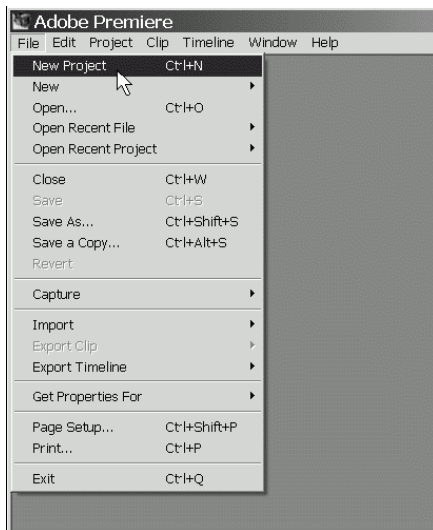 Adobe Premiere
File Edit Project Clip Timeline Window Help
New Project Ctrl+N
New
Open... Ctrl+O
Open Recent File
Open Recent Project
Close Ctrl+W
Save Ctrl+S
Save As... Ctrl+Shift+S
Save a Copy... Ctrl+Alt+S
Revert
Capture
Import
Export Clip
Export Timeline
Get Properties For
Page Setup... Ctrl+Shift+P
Print... Ctrl+P
Exit Ctrl+Q